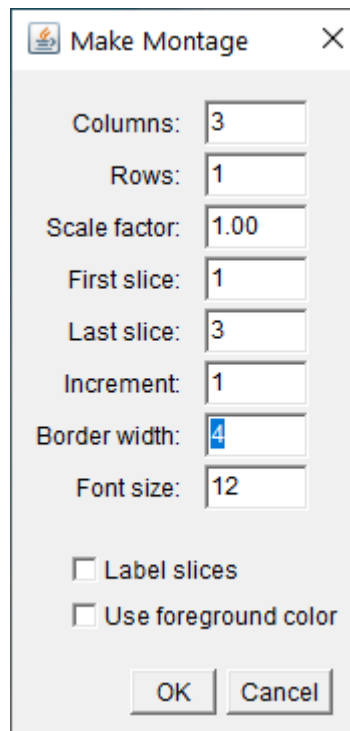 Make Montage
Columns: 3
Rows: 1
Scale factor: 1.00
First slice: 1
Last slice: 3
Increment: 1
Border width: 4
Font size: 12
Label slices
Use foreground color
OK Cancel